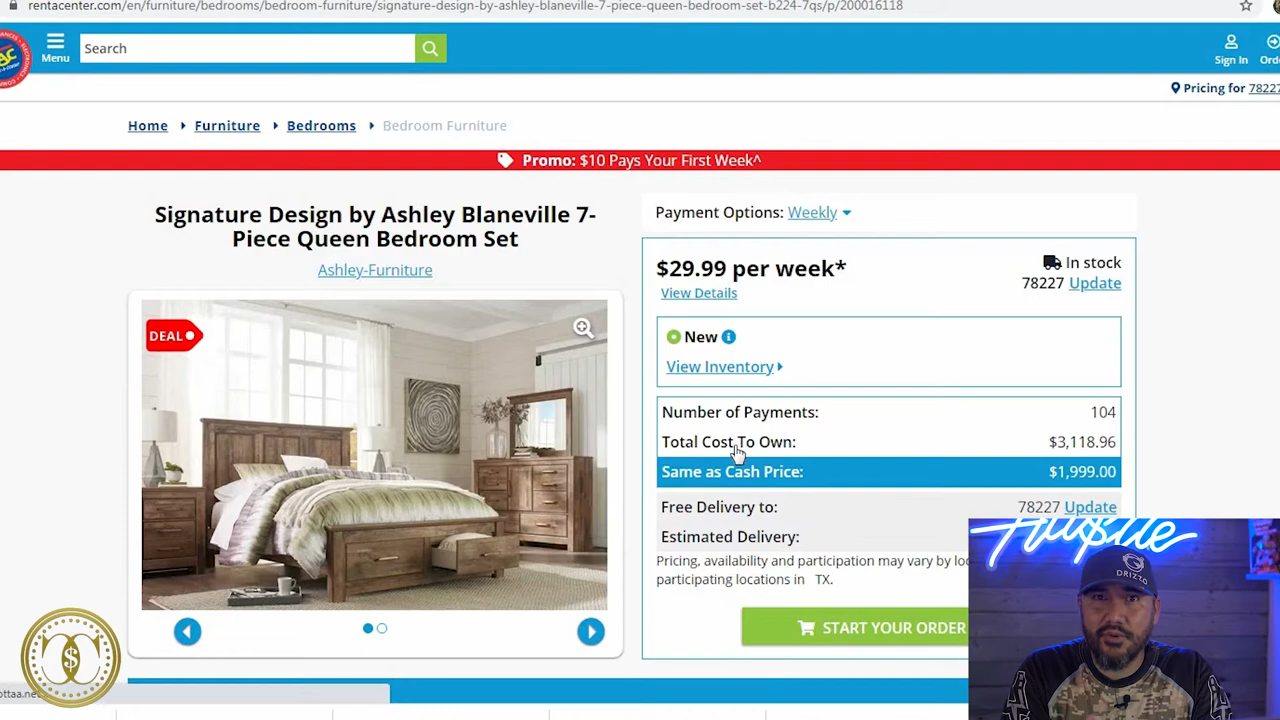 rentacenter.com/en/furniture/bedrooms/bedroom-furniture/signature-design-by-ashley-blaneville-7-piece-queen-bedroom-set-b224-7qs/p/200016118
Menu
Search
Sign In
Pricing for 78227
Home Furniture Bedrooms Bedroom Furniture
Promo: $10 Pays Your First Week^
Signature Design by Ashley Blaneville 7-
Piece Queen Bedroom Set
Ashley-Furniture
DEAL
Payment Options: Weekly
$29.99 per week*
View Details
In stock
78227 Update
New
View Inventory
Number of Payments: 104
Total Cost To Own: $3,118.96
Same as Cash Price: $1,999.00
Free Delivery to: 78227 Update
Estimated Delivery:
Pricing, availability and participation may vary by
participating locations in TX.
START YOUR ORDER
DRIZZO
$